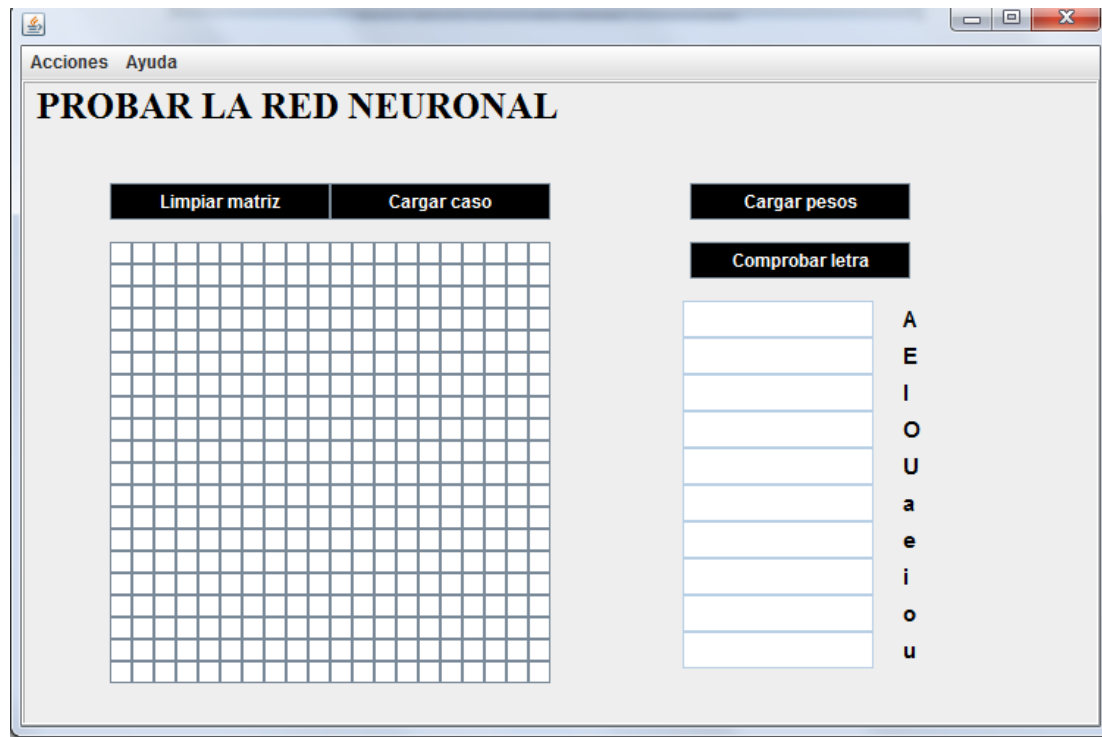 Acciones Ayuda
PROBAR LA RED NEURONAL
Limpiar matriz Cargar caso Cargar pesos
Comprobar letra
A
E
I
O
U
a
e
i
o
u